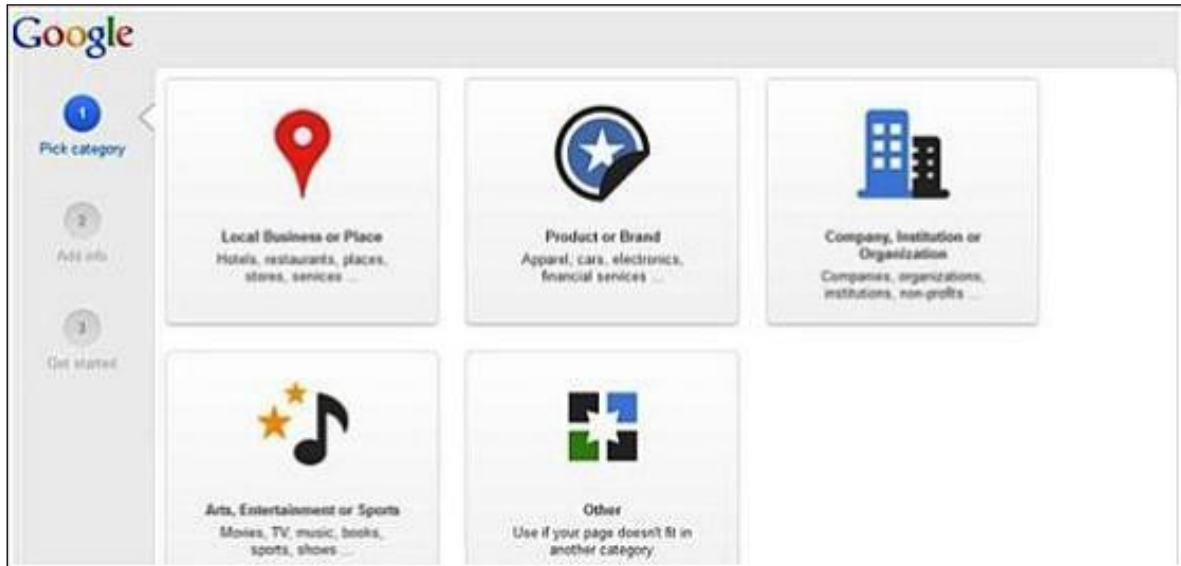 Google
1
Pick category
2
Add info
3
Get started
Local Business or Place
Hotels, restaurants, places,
stores, services ...
Product or Brand
Apparel, cars, electronics,
financial services ...
Company, Institution or
Organization
Companies, organizations,
institutions, non-profits ...
Arts, Entertainment or Sports
Movies, TV, music, books,
sports, shows ...
Other
Use if your page doesn't fit in
another category